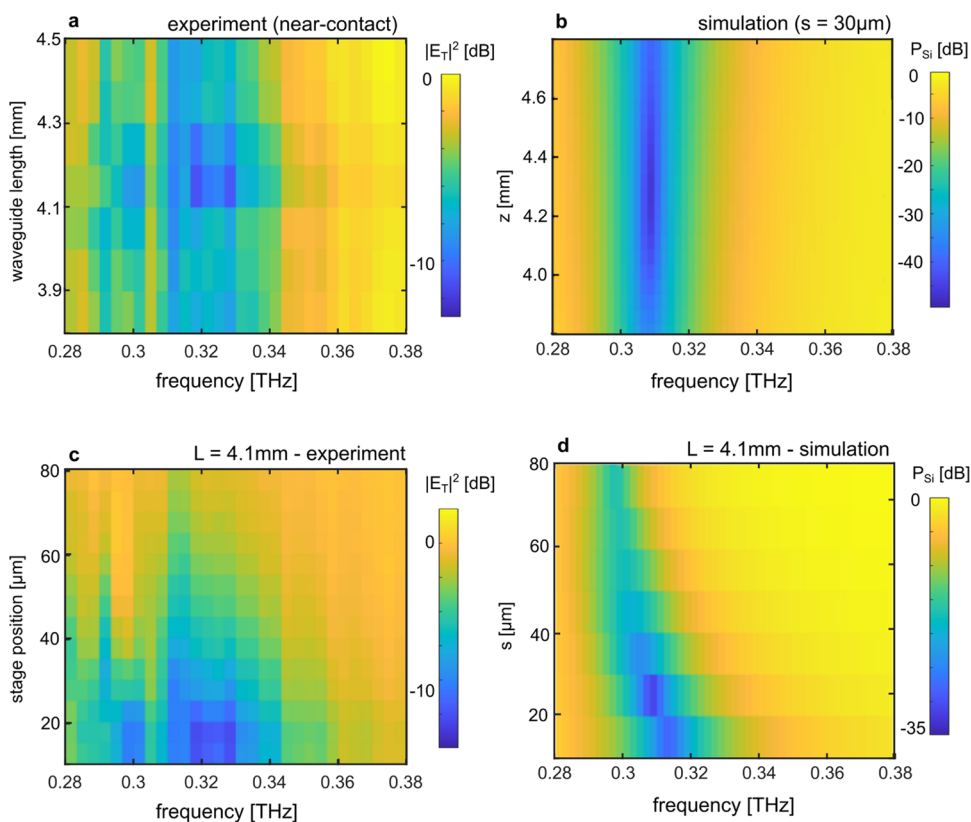 a
experiment (near-contact)
|E_T|² [dB]
4.5
4.3
4.1
3.9
waveguide length [mm]
0.28
0.3
0.32
0.34
0.36
0.38
frequency [THz]
0
-10
b
simulation (s = 30µm)
P_Si [dB]
4.6
4.4
4.2
4.0
z [mm]
0.28
0.3
0.32
0.34
0.36
0.38
frequency [THz]
0
-10
-20
-30
-40
c
L = 4.1mm - experiment
|E_T|² [dB]
80
60
40
20
stage position [µm]
0.28
0.3
0.32
0.34
0.36
0.38
frequency [THz]
0
-10
d
L = 4.1mm - simulation
P_Si [dB]
80
60
40
20
s [µm]
0.28
0.3
0.32
0.34
0.36
0.38
frequency [THz]
0
-35